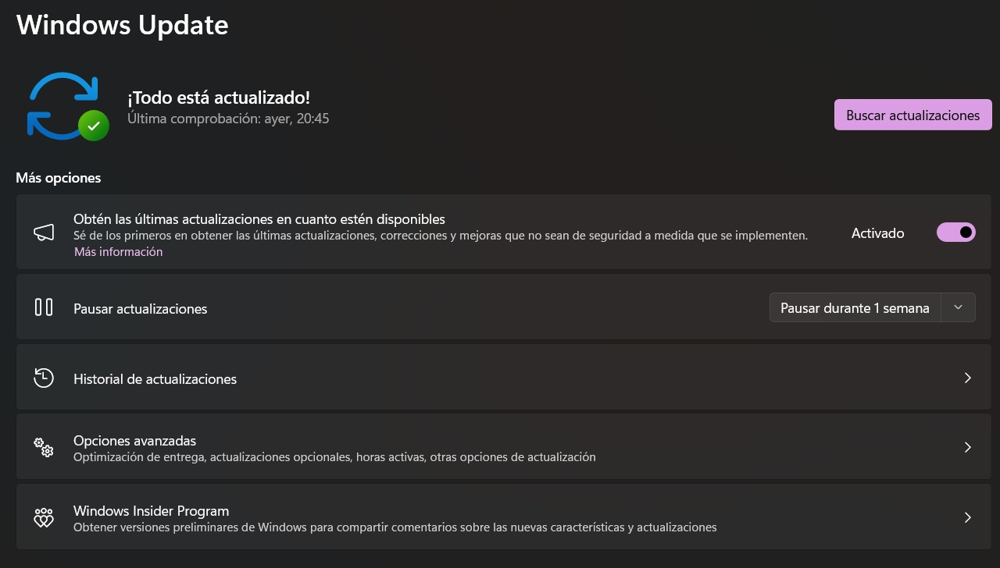 Windows Update
¡Todo está actualizado!
Última comprobación: ayer, 20:45
Buscar actualizaciones
Más opciones
Obtén las últimas actualizaciones en cuanto estén disponibles
Sé de los primeros en obtener las últimas actualizaciones, correcciones y mejoras que no sean de seguridad a medida que se implementen.
Más información
Activado
Pausar actualizaciones
Pausar durante 1 semana
Historial de actualizaciones
Opciones avanzadas
Optimización de entrega, actualizaciones opcionales, horas activas, otras opciones de actualización
Windows Insider Program
Obtener versiones preliminares de Windows para compartir comentarios sobre las nuevas características y actualizaciones